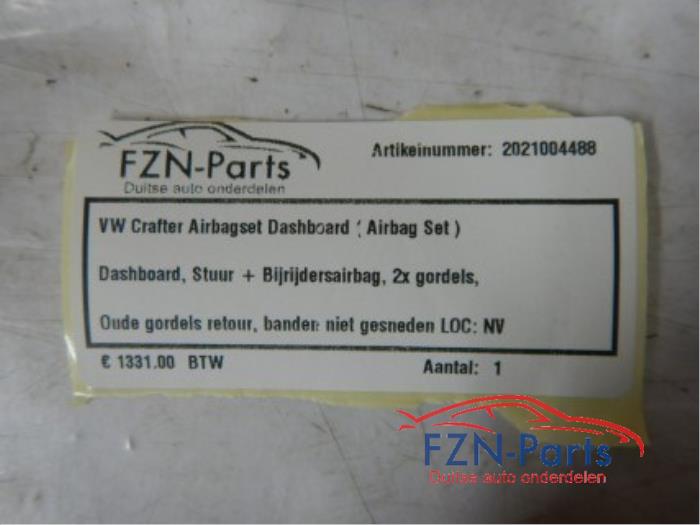 FZN-Parts
Duitse auto onderdelen
Artikelnummer: 2021004488
VW Crafter Airbagset Dashboard ( Airbag Set )
Dashboard, Stuur + Bijrijdersairbag, 2x gordels,
Oude gordels retour, banden niet gesneden LOC: NV
€ 1331.00 BTW
Aantal: 1
FZN-Parts
Duitse auto onderdelen